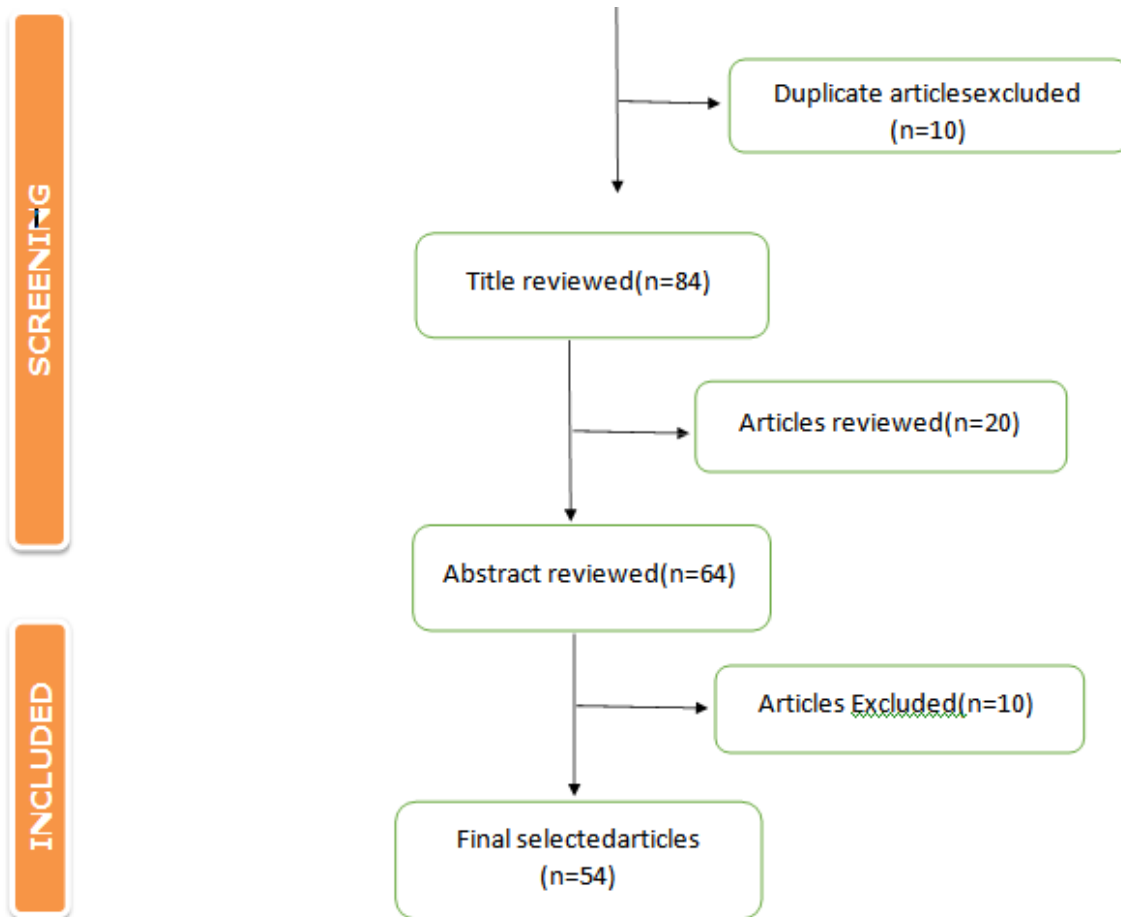 SCREENING
Duplicate articlesexcluded
(n=10)
Title reviewed(n=84)
Articles reviewed(n=20)
Abstract reviewed(n=64)
INCLUDED
Articles Excluded(n=10)
Final selectedarticles
(n=54)